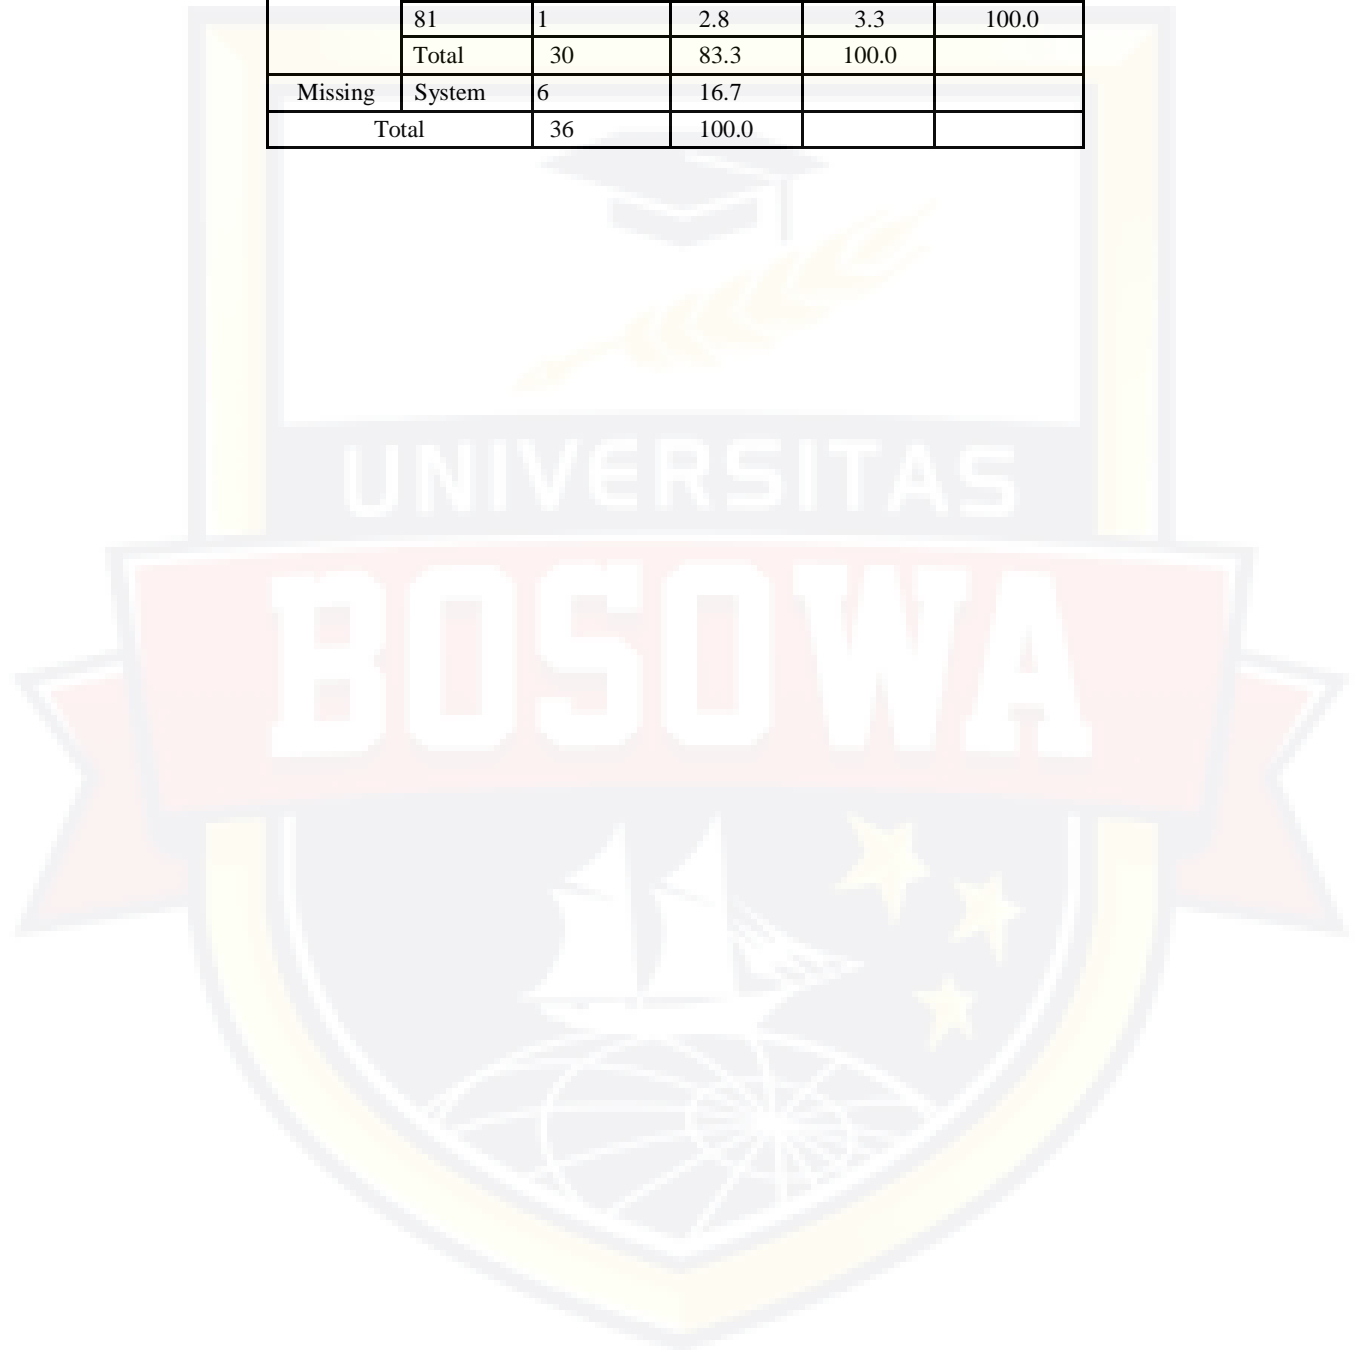 81 1 2.8 3.3 100.0
Total 30 83.3 100.0
Missing System 6 16.7
Total 36 100.0
UNIVERSITAS
BOSOWA